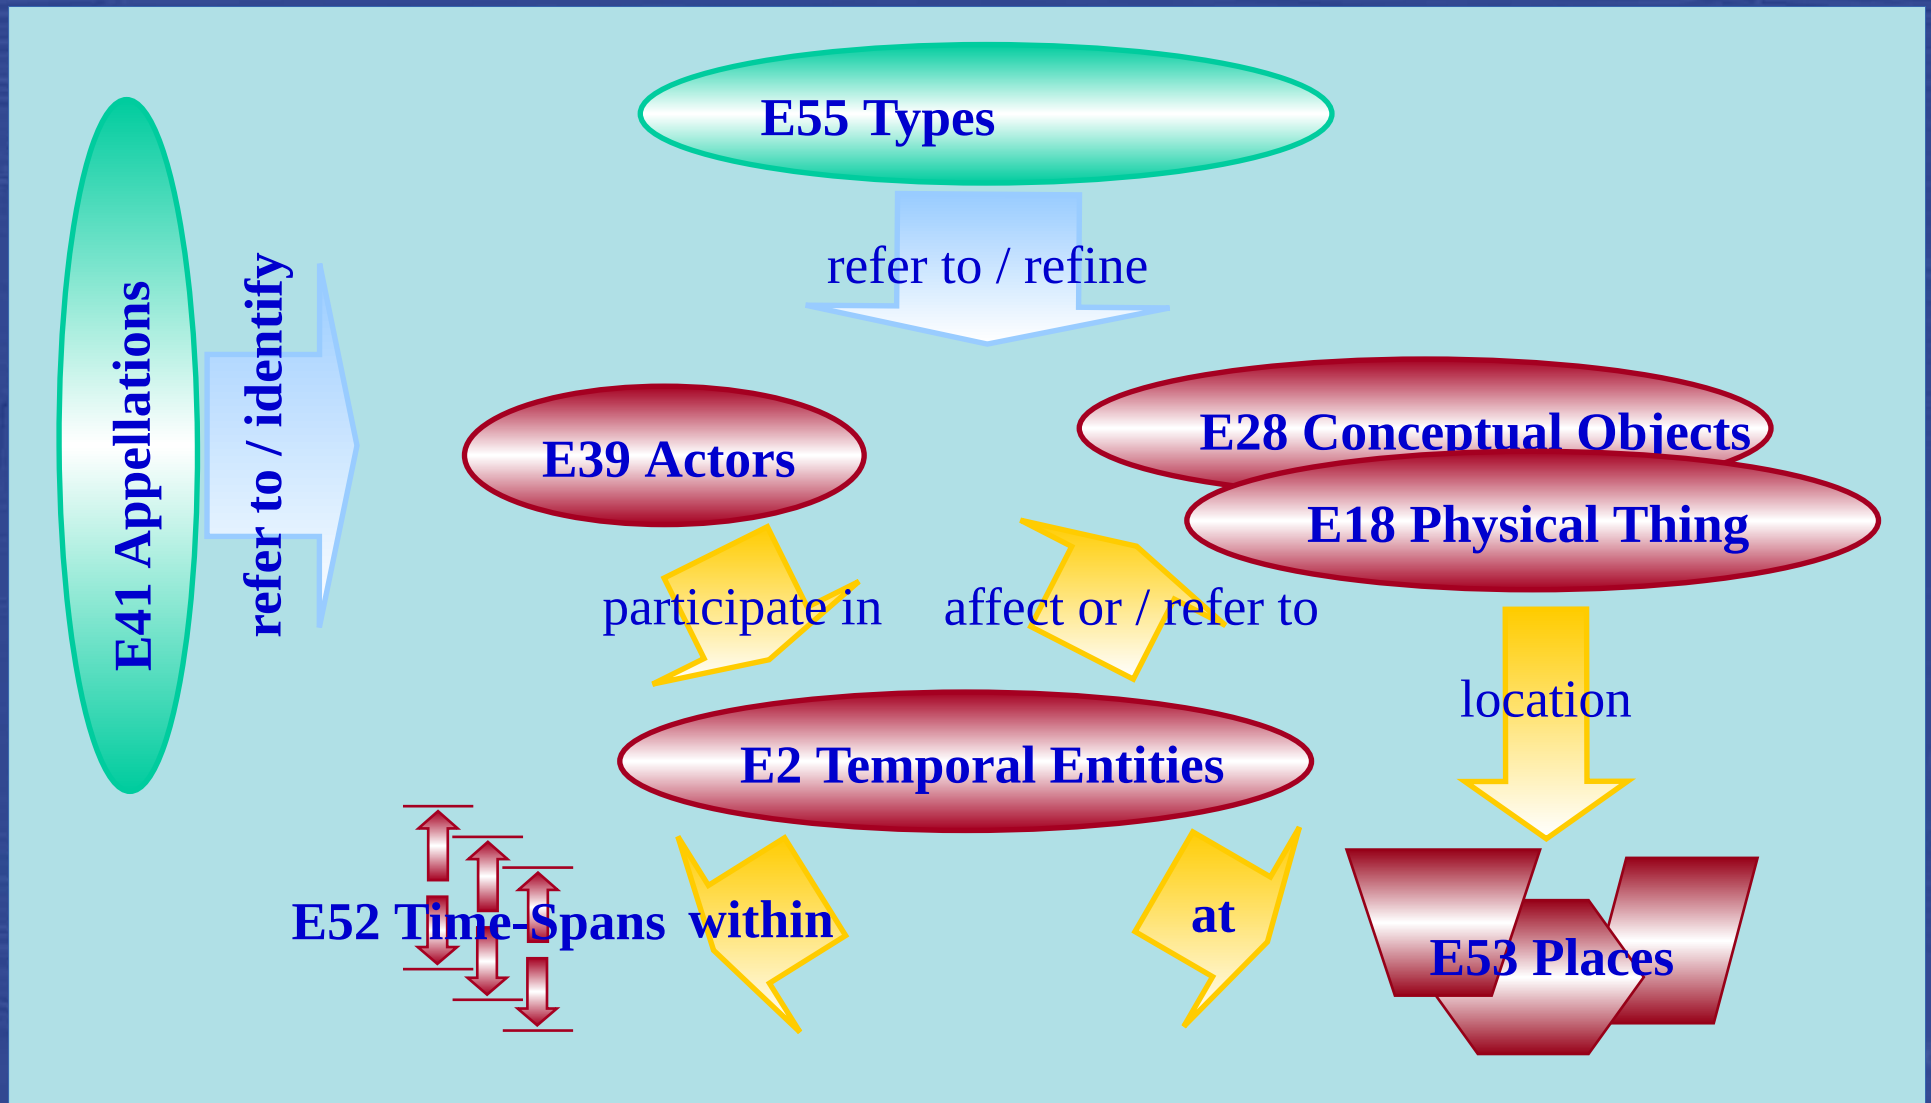 E55 Types
refer to / refine
E41 Appellations
refer to / identify
E39 Actors
E28 Conceptual Objects
E18 Physical Thing
participate in
affect or / refer to
location
E2 Temporal Entities
E52 Time-Spans
within
at
E53 Places